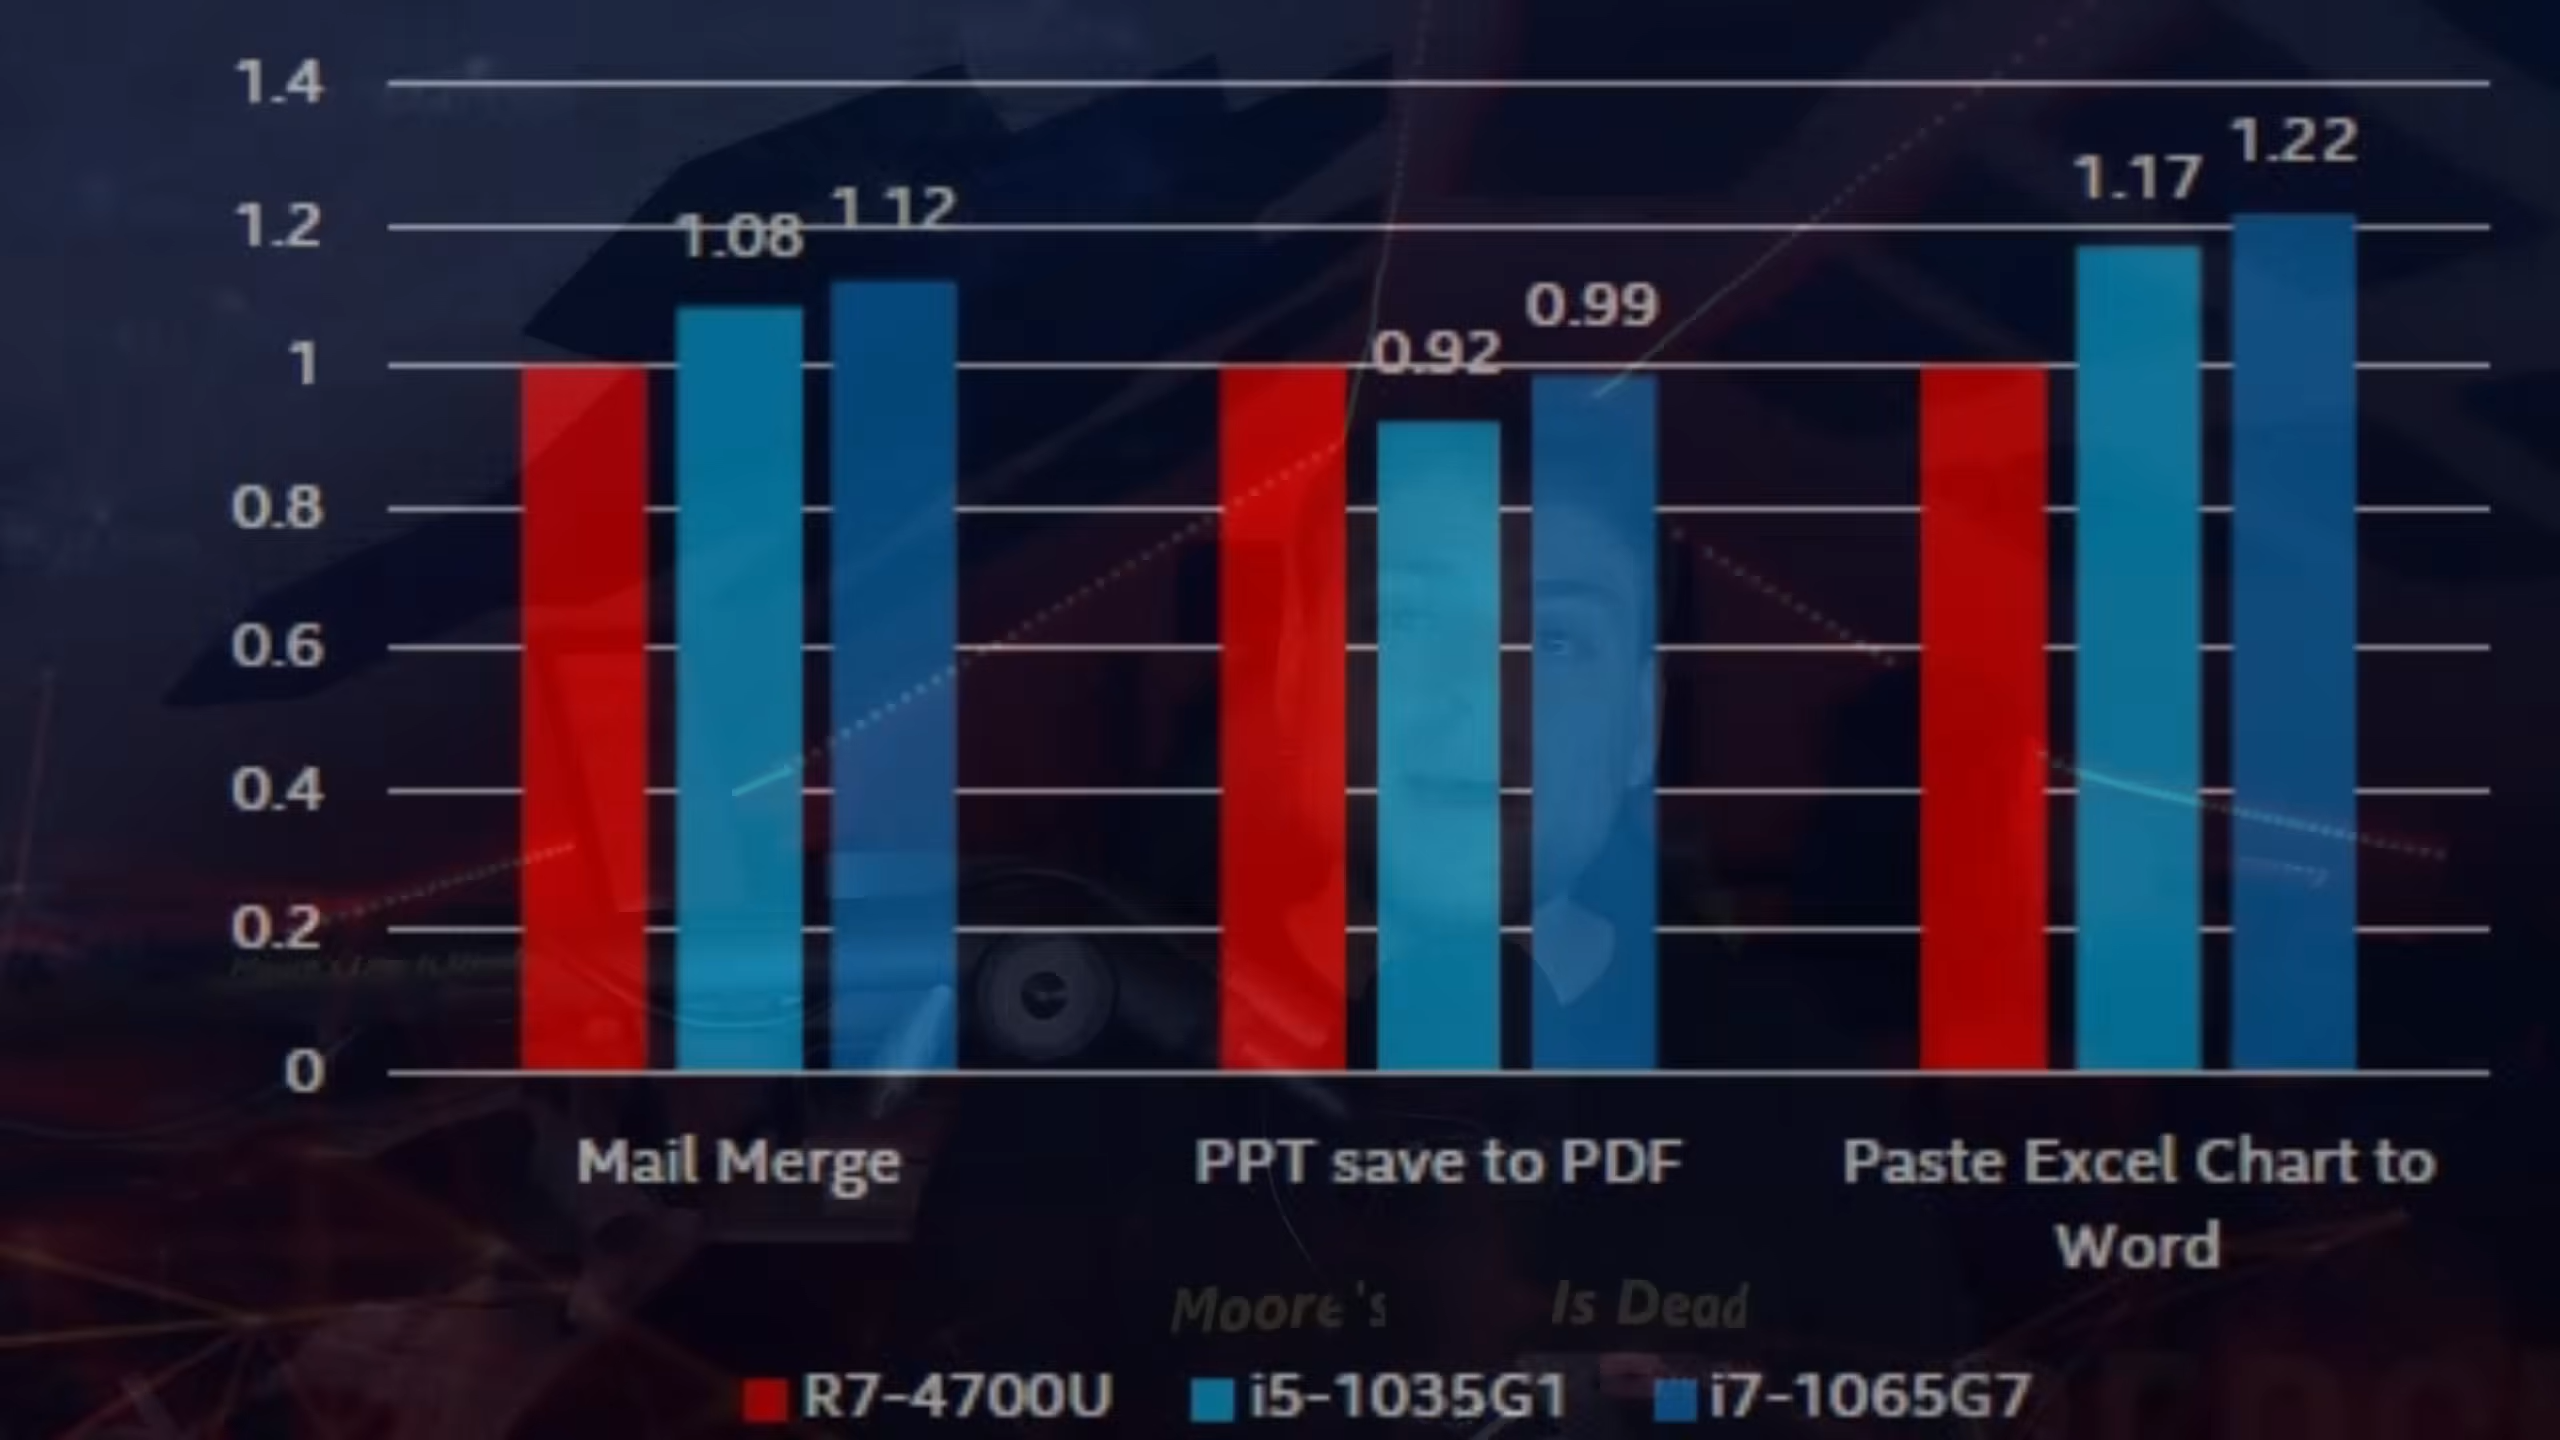 1.4
1.2
1
0.8
0.6
0.4
0.2
0
1.08
1.12
0.92
0.99
1.17
1.22
Mail Merge
PPT save to PDF
Paste Excel Chart to
Word
Moore's Is Dead
R7-4700U i5-1035G1 i7-1065G7